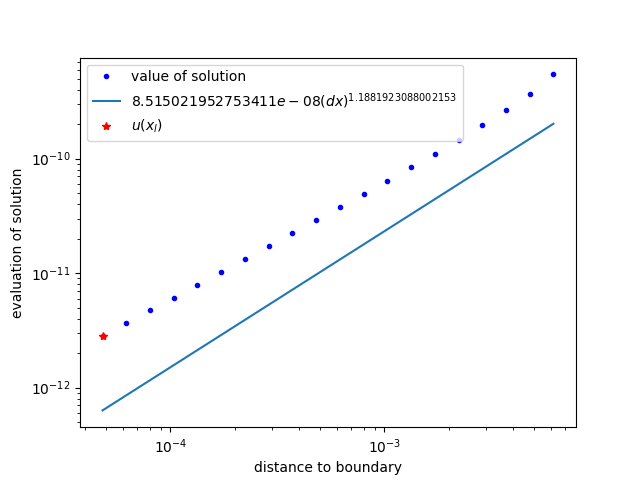 value of solution
8.515021952753411e − 08(dx)^1.1881923088002153
u(x_l)
evaluation of solution
10⁻¹⁰
10⁻¹¹
10⁻¹²
10⁻⁴
10⁻³
distance to boundary